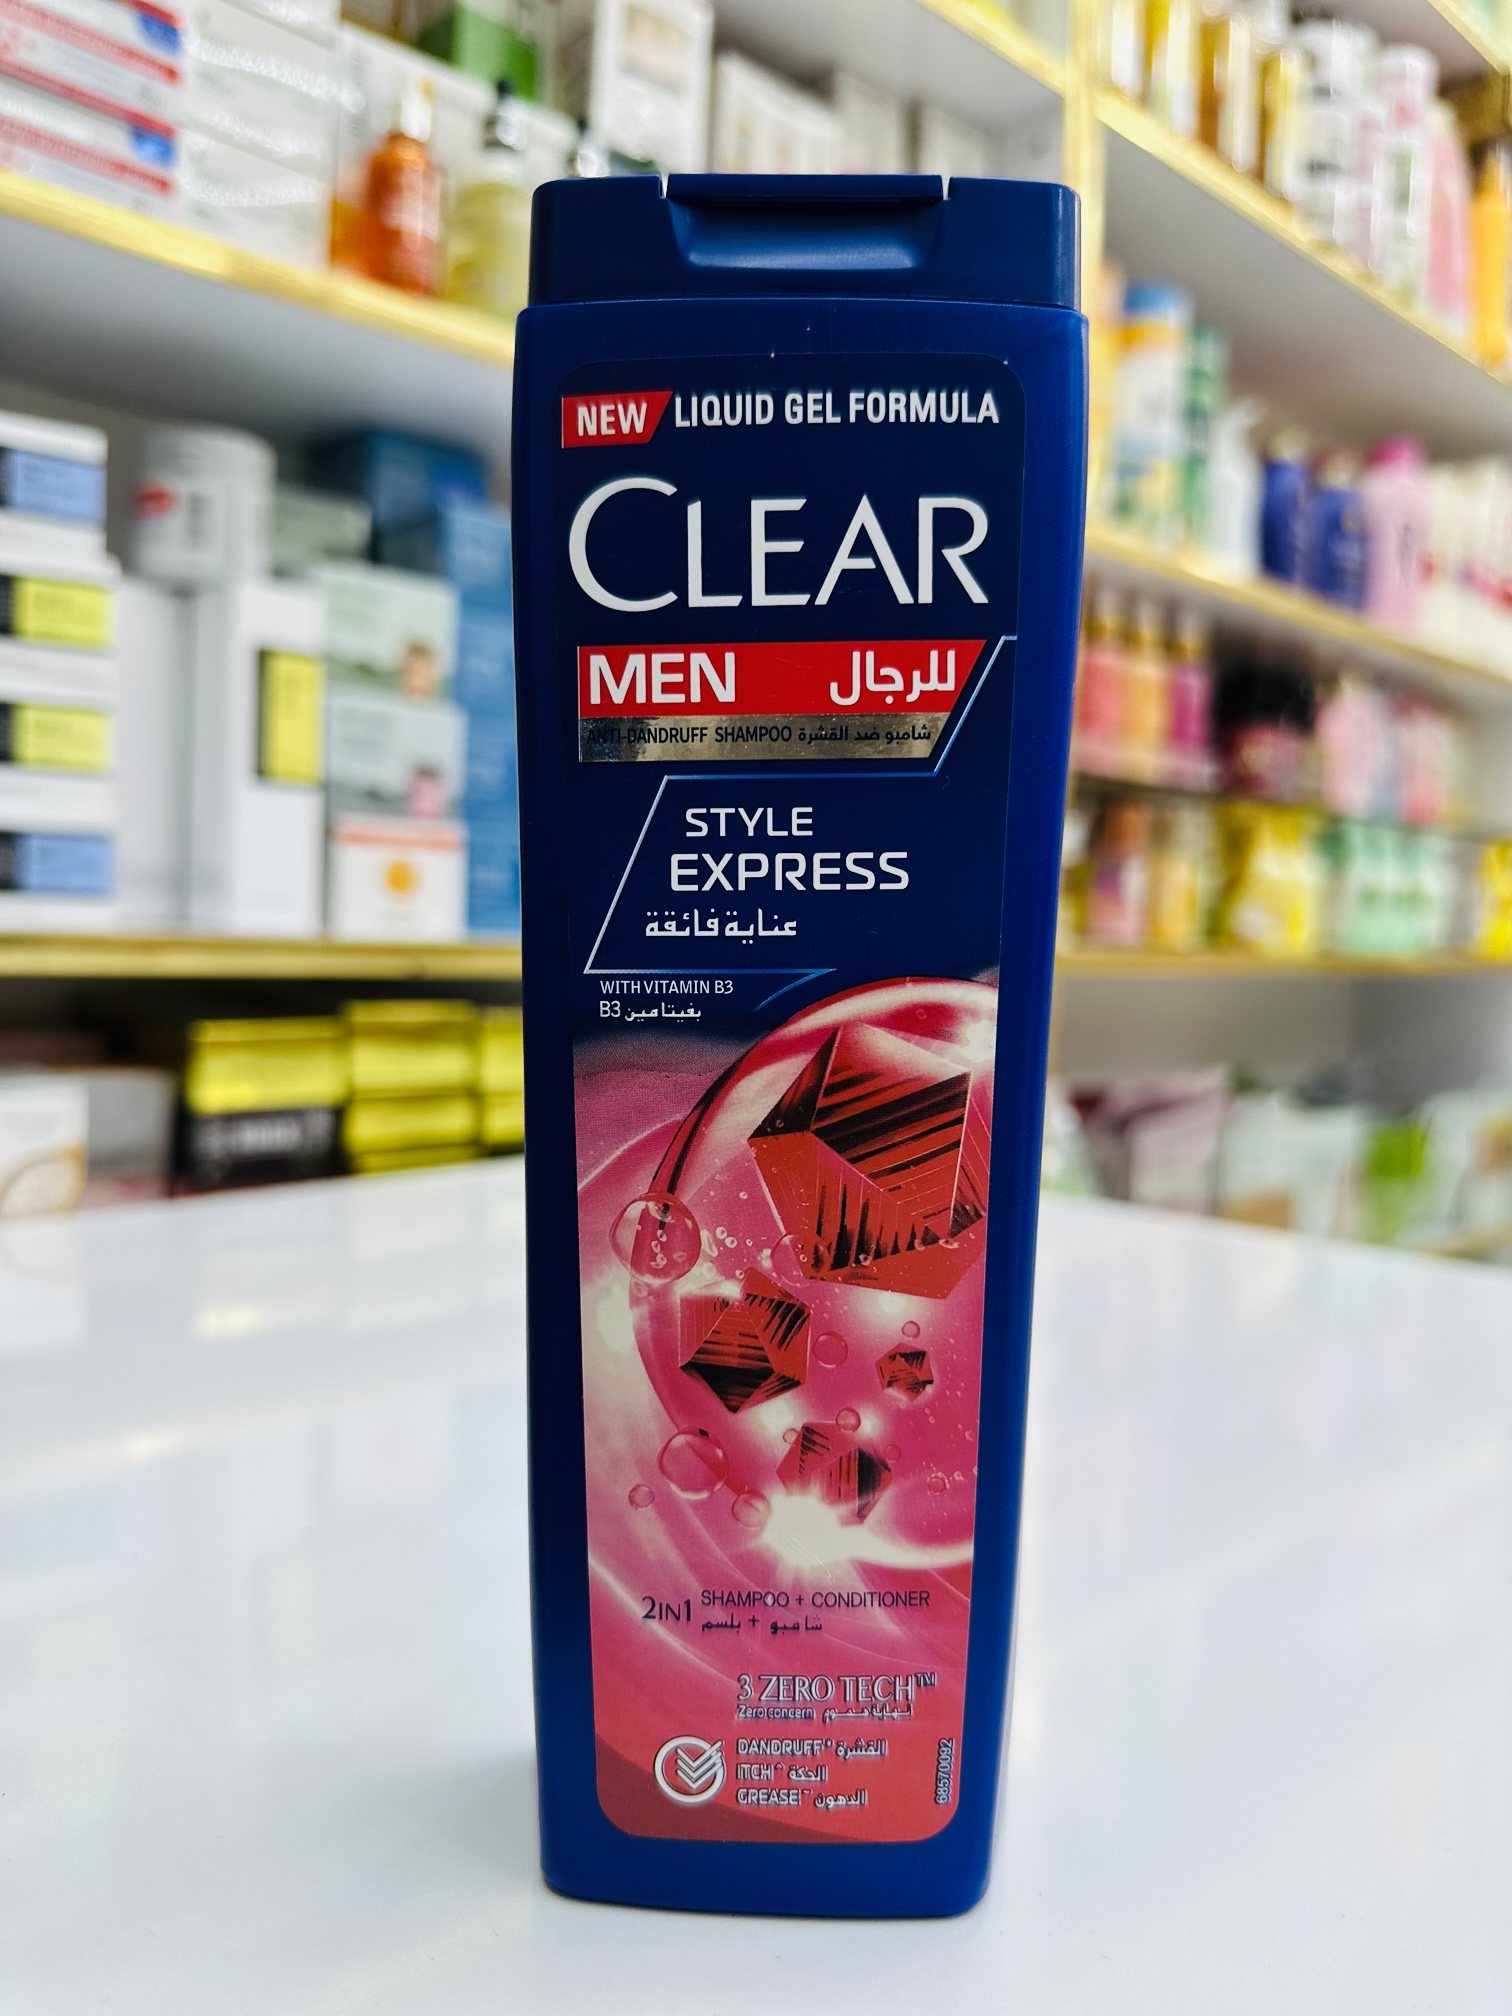 NEW LIQUID GEL FORMULA
CLEAR
MEN للرجال
ANTI-DANDRUFF SHAMPOO شامبو ضد القشرة
STYLE
EXPRESS
عناية فائقة
WITH VITAMIN B3
بفيتامين B3
2IN1 SHAMPOO + CONDITIONER
شامبو + بلسم
3 ZERO TECH™
Zero concern
DANDRUFF* القشرة
ITCH^ الحكة
GREASE~ الدهون
68570092